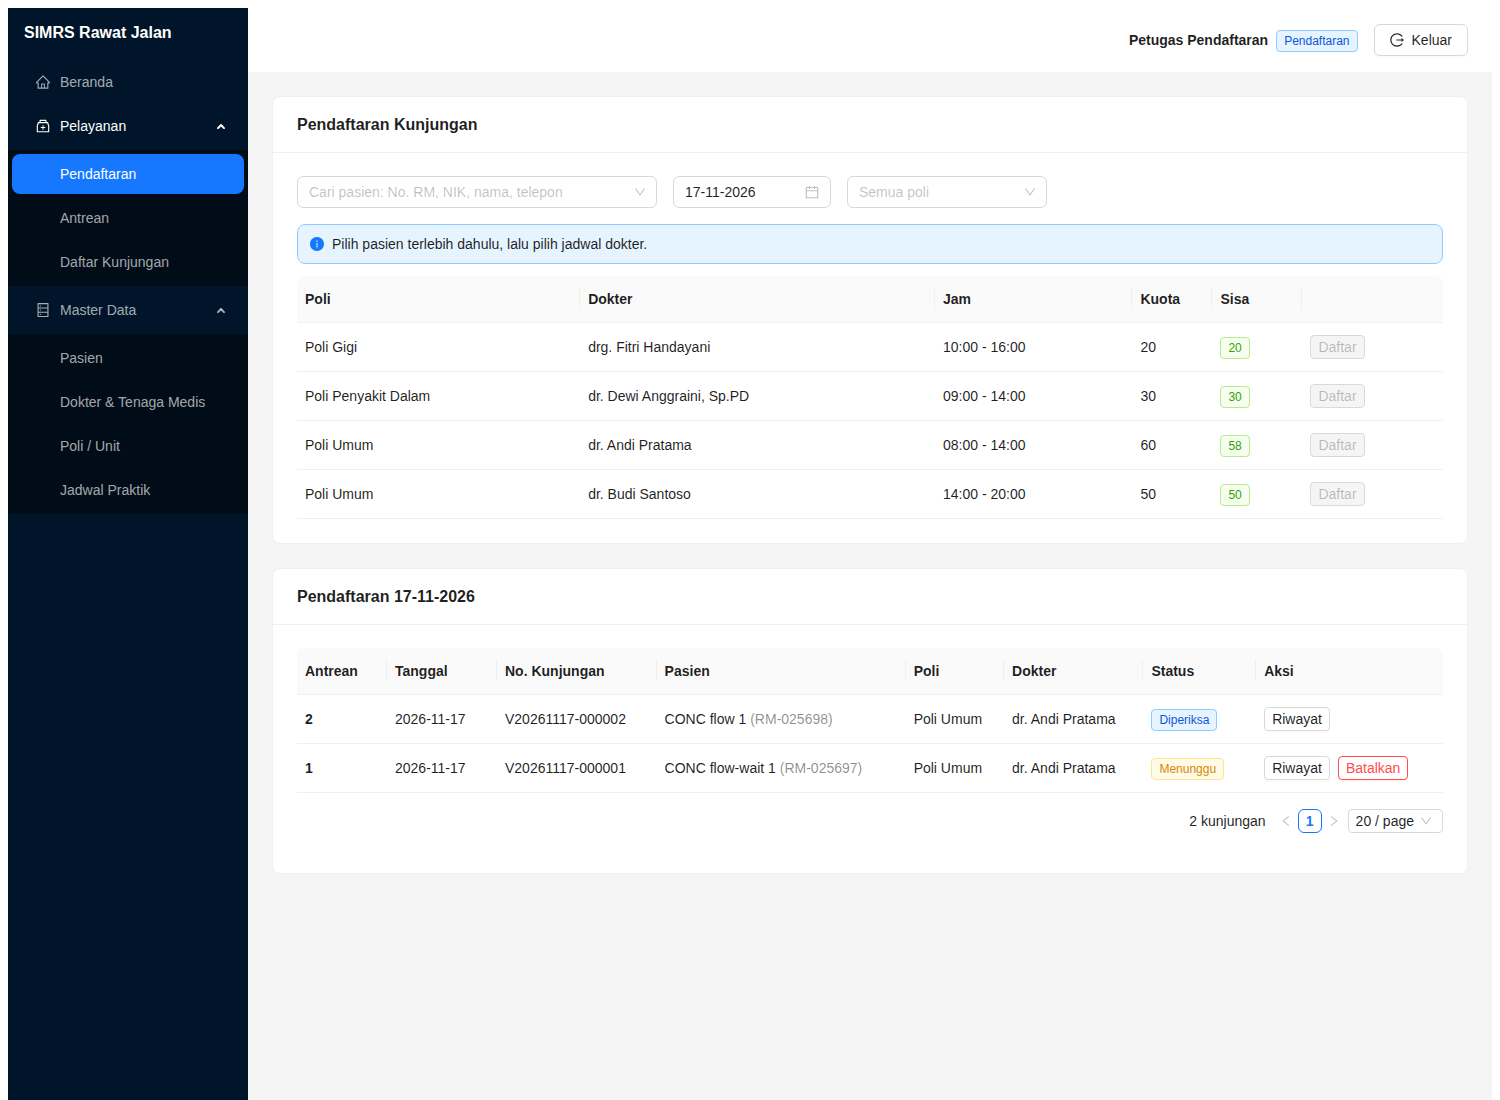 SIMRS Rawat Jalan
Petugas Pendaftaran Pendaftaran Keluar
Beranda
Pelayanan
Pendaftaran
Antrean
Daftar Kunjungan
Master Data
Pasien
Dokter & Tenaga Medis
Poli / Unit
Jadwal Praktik
Pendaftaran Kunjungan
Cari pasien: No. RM, NIK, nama, telepon 17-11-2026 Semua poli
Pilih pasien terlebih dahulu, lalu pilih jadwal dokter.
Poli Dokter Jam Kuota Sisa
Poli Gigi drg. Fitri Handayani 10:00 - 16:00 20 20 Daftar
Poli Penyakit Dalam dr. Dewi Anggraini, Sp.PD 09:00 - 14:00 30 30 Daftar
Poli Umum dr. Andi Pratama 08:00 - 14:00 60 58 Daftar
Poli Umum dr. Budi Santoso 14:00 - 20:00 50 50 Daftar
Pendaftaran 17-11-2026
Antrean Tanggal No. Kunjungan Pasien Poli Dokter Status Aksi
2 2026-11-17 V20261117-000002 CONC flow 1 (RM-025698) Poli Umum dr. Andi Pratama Diperiksa Riwayat
1 2026-11-17 V20261117-000001 CONC flow-wait 1 (RM-025697) Poli Umum dr. Andi Pratama Menunggu Riwayat Batalkan
2 kunjungan 1 20 / page